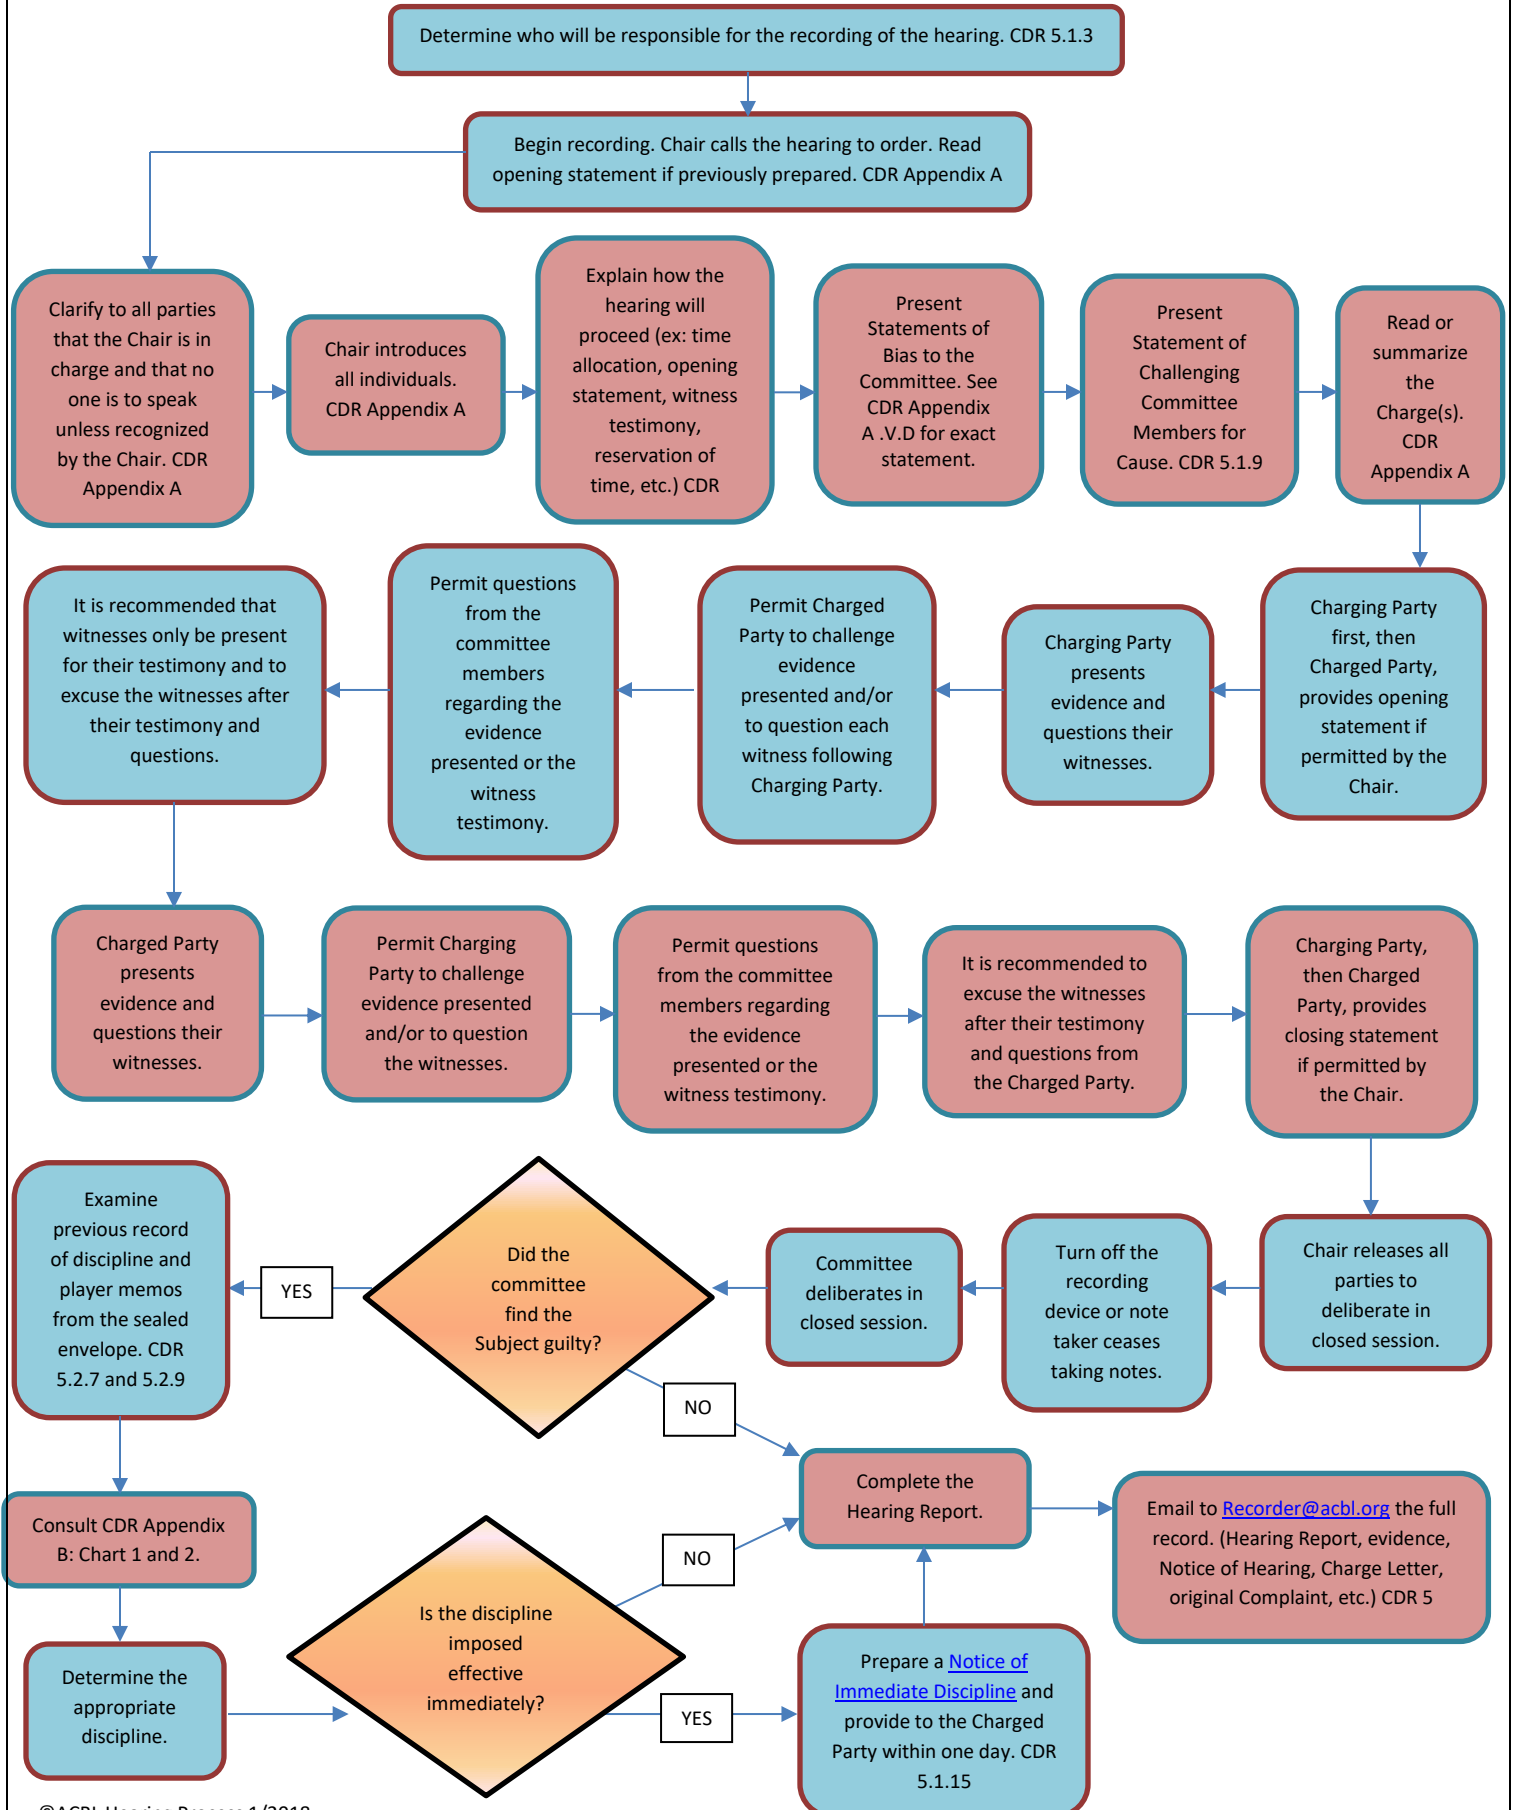 Determine who will be responsible for the recording of the hearing. CDR 5.1.3
Begin recording. Chair calls the hearing to order. Read
opening statement if previously prepared. CDR Appendix A
Clarify to all parties
that the Chair is in
charge and that no
one is to speak
unless recognized
by the Chair. CDR
Appendix A
Chair introduces
all individuals.
CDR Appendix A
Explain how the
hearing will
proceed (ex: time
allocation, opening
statement, witness
testimony,
reservation of
time, etc.) CDR
Present
Statements of
Bias to the
Committee. See
CDR Appendix
A .V.D for exact
statement.
Present
Statement of
Challenging
Committee
Members for
Cause. CDR 5.1.9
Read or
summarize
the
Charge(s).
CDR
Appendix A
Charging Party
first, then
Charged Party,
provides opening
statement if
permitted by the
Chair.
Charging Party
presents
evidence and
questions their
witnesses.
Permit Charged
Party to challenge
evidence
presented and/or
to question each
witness following
Charging Party.
Permit questions
from the
committee
members
regarding the
evidence
presented or the
witness
testimony.
It is recommended that
witnesses only be present
for their testimony and to
excuse the witnesses after
their testimony and
questions.
Charged Party
presents
evidence and
questions their
witnesses.
Permit Charging
Party to challenge
evidence presented
and/or to question
the witnesses.
Permit questions
from the committee
members regarding
the evidence
presented or the
witness testimony.
It is recommended to
excuse the witnesses
after their testimony
and questions from
the Charged Party.
Charging Party,
then Charged
Party, provides
closing statement
if permitted by
the Chair.
Chair releases all
parties to
deliberate in
closed session.
Turn off the
recording
device or note
taker ceases
taking notes.
Committee
deliberates in
closed session.
Did the
committee
find the
Subject guilty?
YES
NO
Examine
previous record
of discipline and
player memos
from the sealed
envelope. CDR
5.2.7 and 5.2.9
Consult CDR Appendix
B: Chart 1 and 2.
Determine the
appropriate
discipline.
Is the discipline
imposed
effective
immediately?
NO
YES
Prepare a Notice of
Immediate Discipline and
provide to the Charged
Party within one day. CDR
5.1.15
Complete the
Hearing Report.
Email to Recorder@acbl.org the full
record. (Hearing Report, evidence,
Notice of Hearing, Charge Letter,
original Complaint, etc.) CDR 5
©ACBL Hearing Process 1/2018